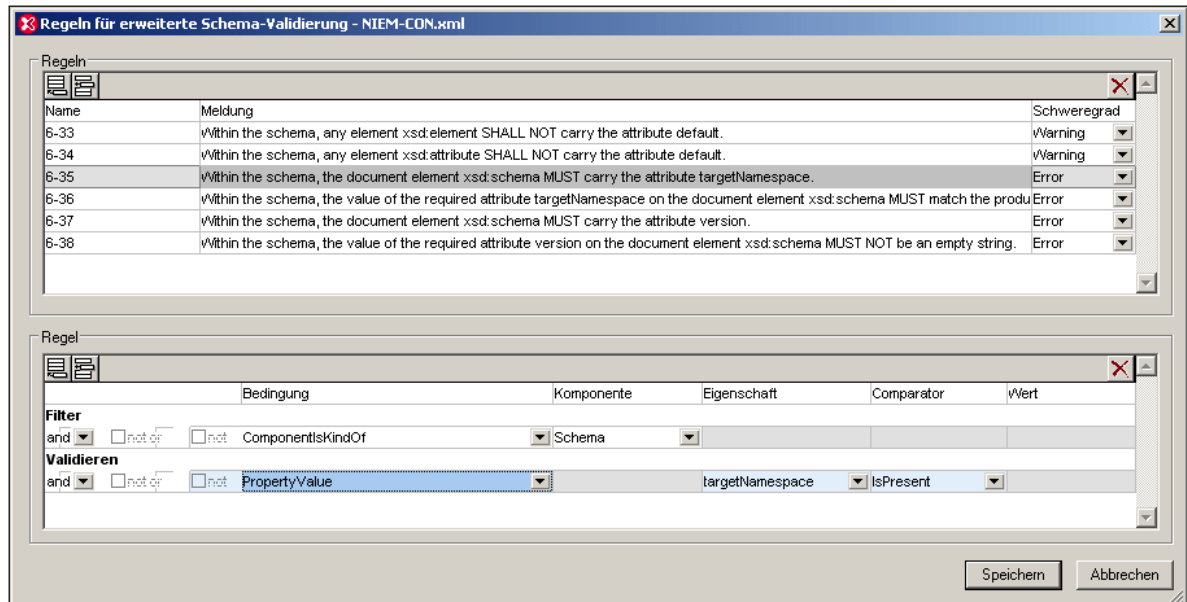 Regeln für erweiterte Schema-Validierung - NIEM-CON.xml
Regeln
Name Meldung Schweregrad
6-33 Within the schema, any element xsd:element SHALL NOT carry the attribute default. Warning
6-34 Within the schema, any element xsd:attribute SHALL NOT carry the attribute default. Warning
6-35 Within the schema, the document element xsd:schema MUST carry the attribute targetNamespace. Error
6-36 Within the schema, the value of the required attribute targetNamespace on the document element xsd:schema MUST match the produ Error
6-37 Within the schema, the document element xsd:schema MUST carry the attribute version. Error
6-38 Within the schema, the value of the required attribute version on the document element xsd:schema MUST NOT be an empty string. Error
Regel
Bedingung Komponente Eigenschaft Comparator Wert
Filter
and not or not ComponentIsKindOf Schema
Validieren
and not or not PropertyValue targetNamespace IsPresent
Speichern Abbrechen